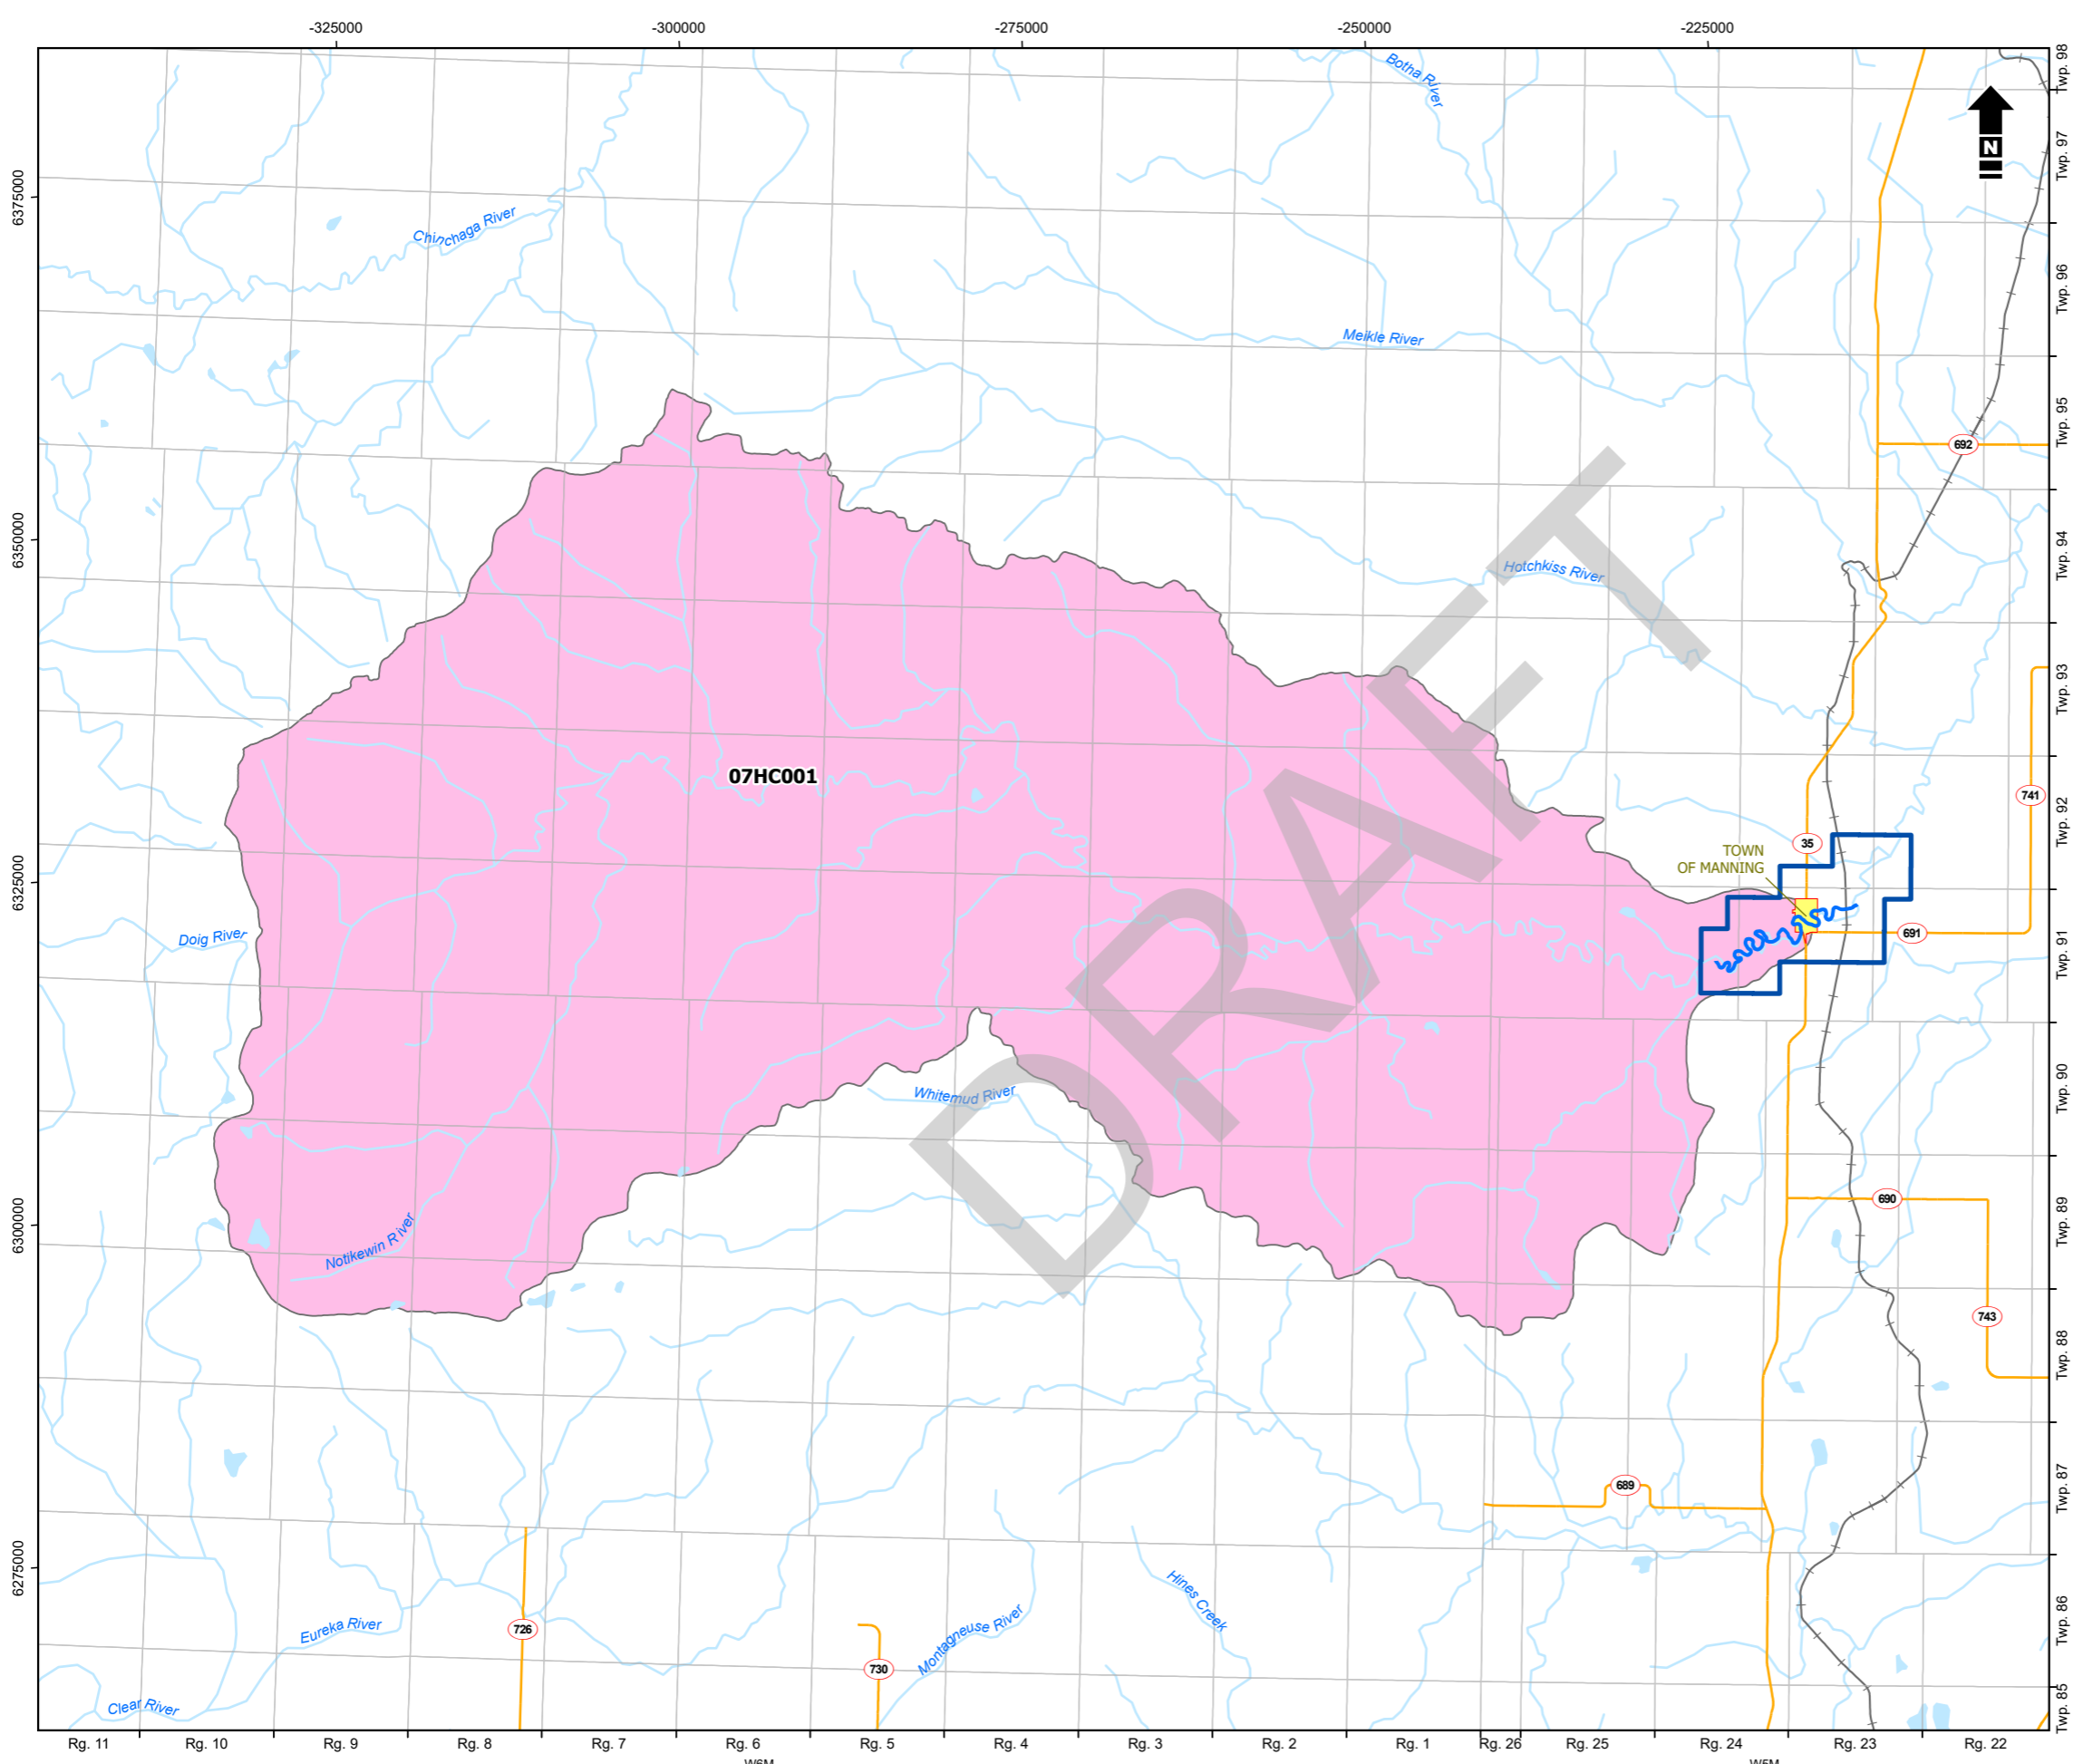 -325000
-300000
-275000
-250000
-225000
Botha River
Twp. 98
N
Twp. 97
6375000
Chinchaga River
Twp. 96
Meikle River
Twp. 95
692
6350000
Twp. 94
Hotchkiss River
Twp. 93
07HC001
741
Twp. 92
35
TOWN
OF MANNING
6325000
Doig River
691
Twp. 91
DRAFT
Whitemud River
Twp. 90
690
Twp. 89
6300000
Notikewin River
743
Twp. 88
689
Twp. 87
6275000
Hines Creek
Eureka River
726
Montagneuse River
Twp. 86
730
Clear River
Twp. 85
Rg. 11
Rg. 10
Rg. 9
Rg. 8
Rg. 7
Rg. 6
Rg. 5
Rg. 4
Rg. 3
Rg. 2
Rg. 1
Rg. 26
Rg. 25
Rg. 24
Rg. 23
Rg. 22
W6M
W5M